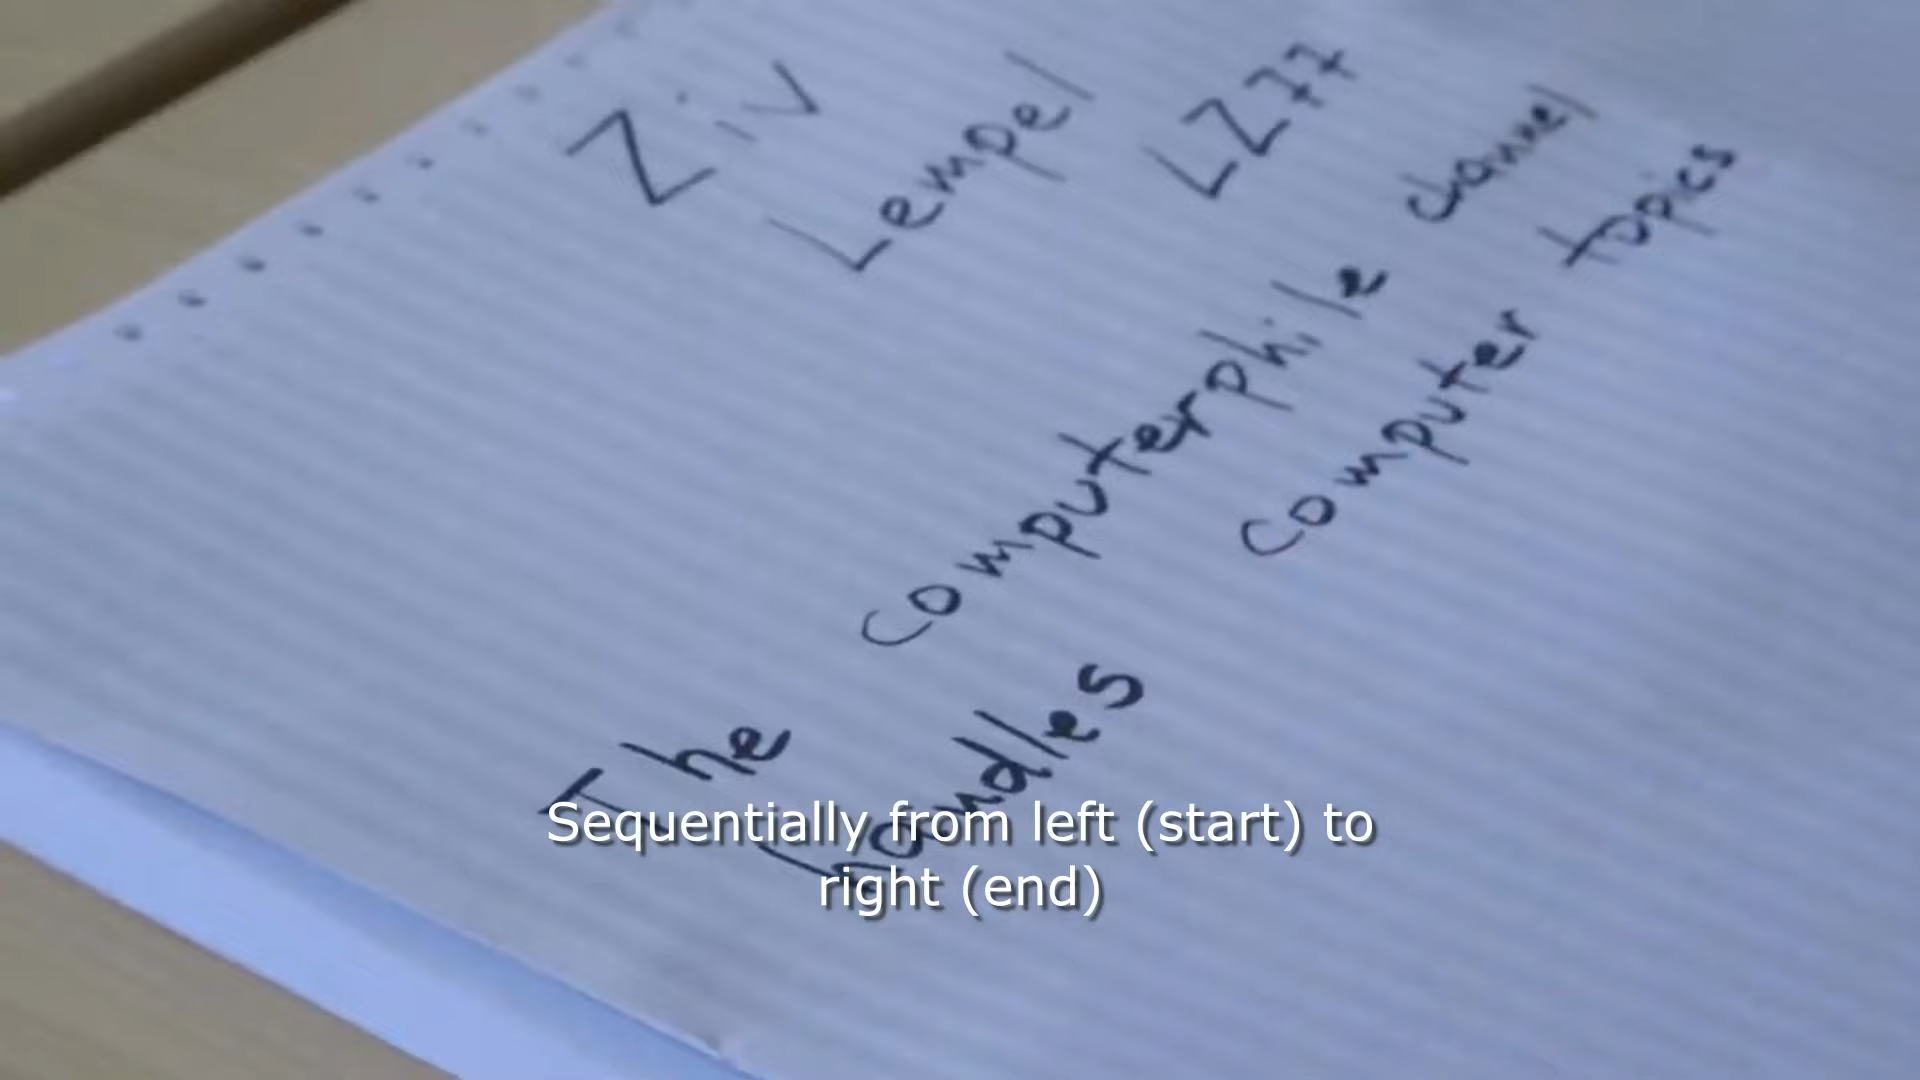 Ziv
Lempel
LZ77
The computerphile channel
handles computer topics
Sequentially from left (start) to
right (end)